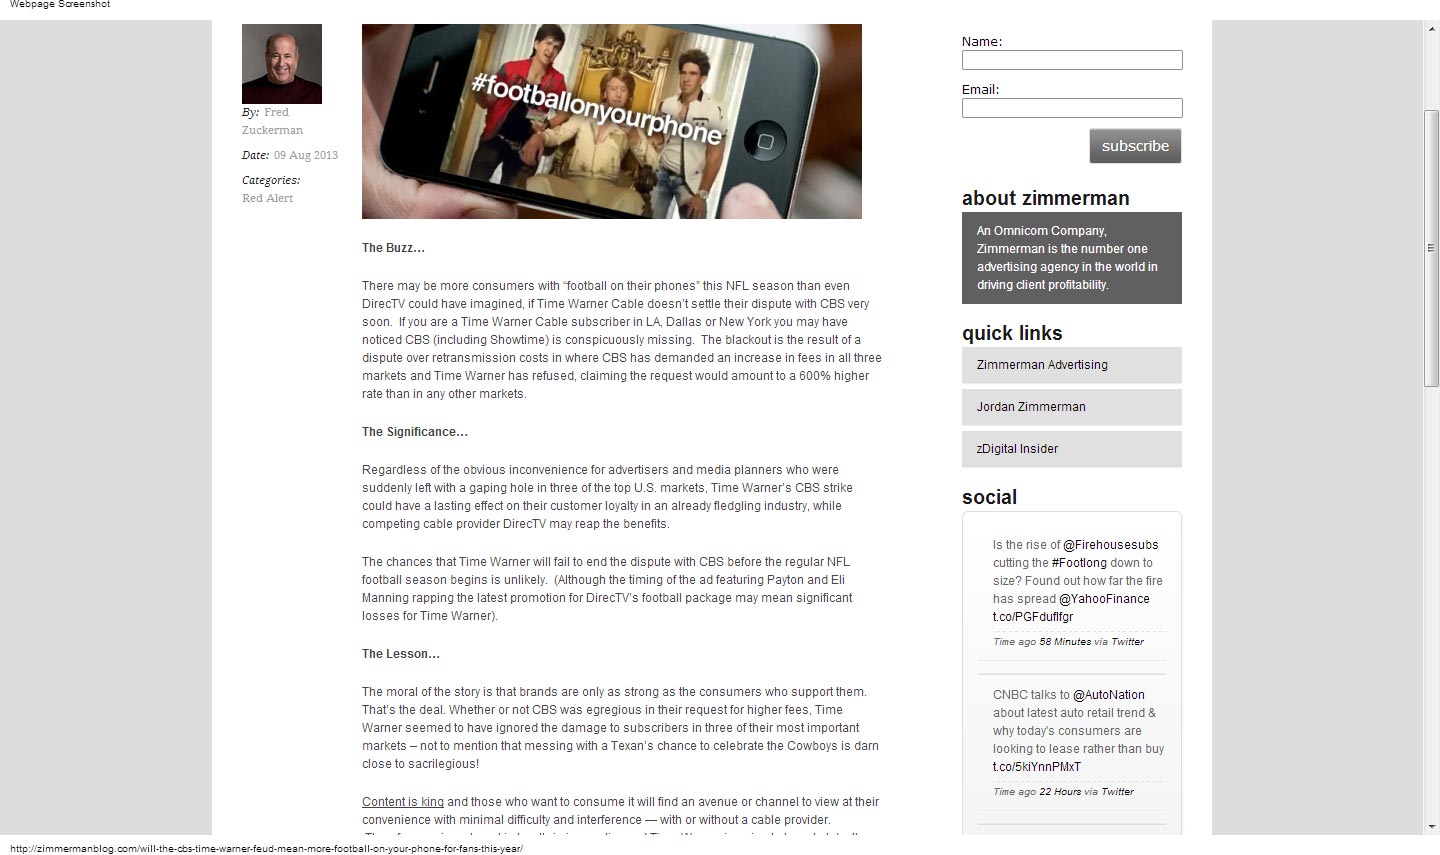 Webpage Screenshot
By: Fred
Zuckerman
Date: 09 Aug 2013
Categories:
Red Alert
#footballonyourphone
The Buzz…
There may be more consumers with “football on their phones” this NFL season than even
DirecTV could have imagined, if Time Warner Cable doesn’t settle their dispute with CBS very
soon.  If you are a Time Warner Cable subscriber in LA, Dallas or New York you may have
noticed CBS (including Showtime) is conspicuously missing.  The blackout is the result of a
dispute over retransmission costs in where CBS has demanded an increase in fees in all three
markets and Time Warner has refused, claiming the request would amount to a 600% higher
rate than in any other markets.
The Significance…
Regardless of the obvious inconvenience for advertisers and media planners who were
suddenly left with a gaping hole in three of the top U.S. markets, Time Warner’s CBS strike
could have a lasting effect on their customer loyalty in an already fledgling industry, while
competing cable provider DirecTV may reap the benefits.
The chances that Time Warner will fail to end the dispute with CBS before the regular NFL
football season begins is unlikely.  (Although the timing of the ad featuring Payton and Eli
Manning rapping the latest promotion for DirecTV’s football package may mean significant
losses for Time Warner).
The Lesson…
The moral of the story is that brands are only as strong as the consumers who support them.
That’s the deal. Whether or not CBS was egregious in their request for higher fees, Time
Warner seemed to have ignored the damage to subscribers in three of their most important
markets – not to mention that messing with a Texan’s chance to celebrate the Cowboys is darn
close to sacrilegious!
Content is king and those who want to consume it will find an avenue or channel to view at their
convenience with minimal difficulty and interference — with or without a cable provider.
Name:
Email:
subscribe
about zimmerman
An Omnicom Company,
Zimmerman is the number one
advertising agency in the world in
driving client profitability.
quick links
Zimmerman Advertising
Jordan Zimmerman
zDigital Insider
social
Is the rise of @Firehousesubs
cutting the #Footlong down to
size? Found out how far the fire
has spread @YahooFinance
t.co/PGFduflfgr
Time ago 58 Minutes via Twitter
CNBC talks to @AutoNation
about latest auto retail trend &
why today's consumers are
looking to lease rather than buy
t.co/5kiYnnPMxT
Time ago 22 Hours via Twitter
http://zimmermanblog.com/will-the-cbs-time-warner-feud-mean-more-football-on-your-phone-for-fans-this-year/